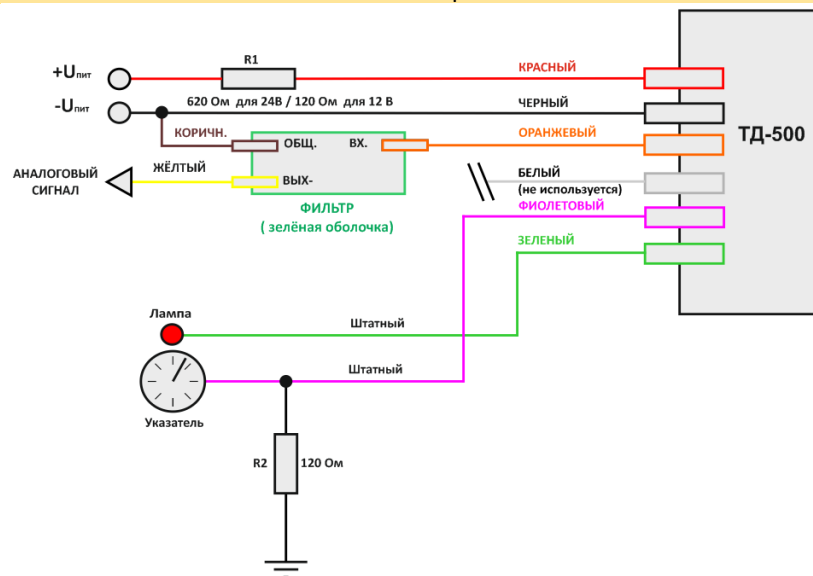 R1
КРАСНЫЙ
+Uпит
-Uпит
620 Ом для 24В / 120 Ом для 12 В
ЧЕРНЫЙ
КОРИЧН.
ОБЩ.
ВХ.
ОРАНЖЕВЫЙ
ТД-500
АНАЛОГОВЫЙ
СИГНАЛ
ЖЁЛТЫЙ
ВЫХ-
БЕЛЫЙ
(не используется)
ФИЛЬТР
( зелёная оболочка)
ФИОЛЕТОВЫЙ
ЗЕЛЕНЫЙ
Лампа
Штатный
Штатный
Указатель
R2
120 Ом